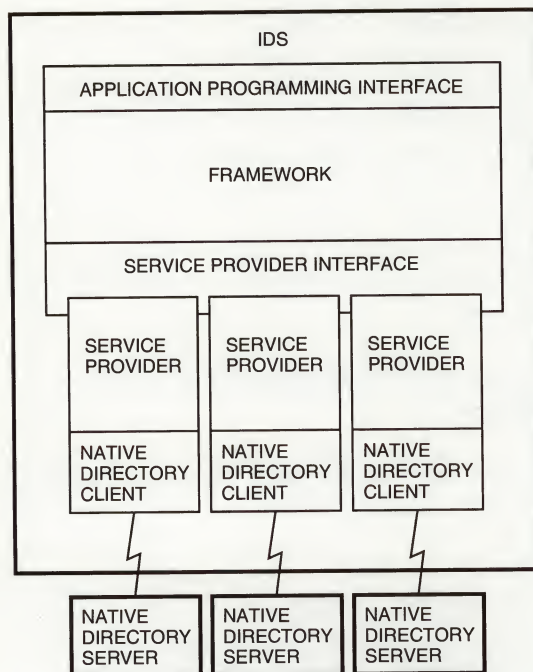 IDS
APPLICATION PROGRAMMING INTERFACE
FRAMEWORK
SERVICE PROVIDER INTERFACE
SERVICE
PROVIDER
SERVICE
PROVIDER
SERVICE
PROVIDER
NATIVE
DIRECTORY
CLIENT
NATIVE
DIRECTORY
CLIENT
NATIVE
DIRECTORY
CLIENT
NATIVE
DIRECTORY
SERVER
NATIVE
DIRECTORY
SERVER
NATIVE
DIRECTORY
SERVER